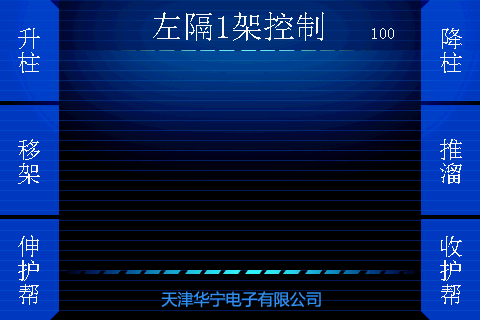 左隔1架控制
100
升柱
降柱
移架
推溜
伸护帮
收护帮
天津华宁电子有限公司